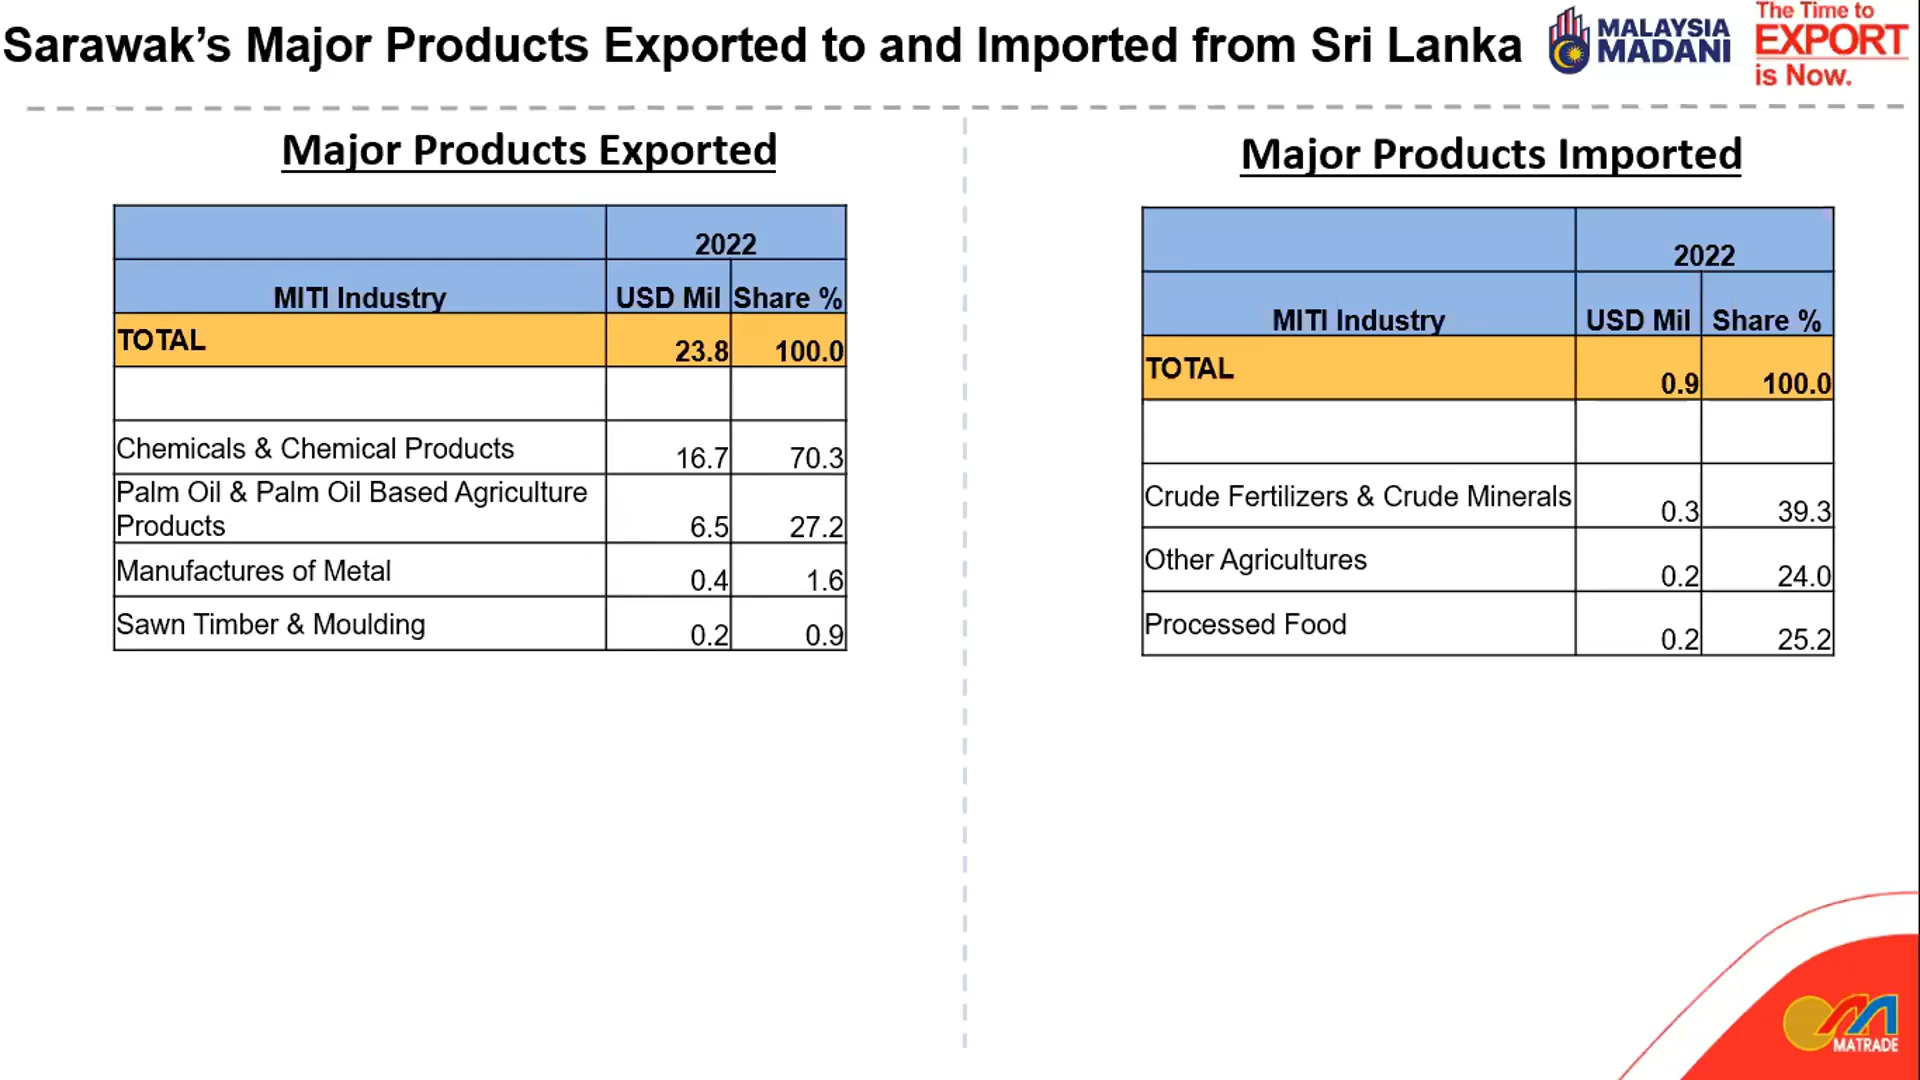 Sarawak’s Major Products Exported to and Imported from Sri Lanka
MALAYSIA
MADANI
The Time to
EXPORT
is Now.
Major Products Exported
2022
MITI Industry USD Mil Share %
TOTAL 23.8 100.0
Chemicals & Chemical Products 16.7 70.3
Palm Oil & Palm Oil Based Agriculture
Products 6.5 27.2
Manufactures of Metal 0.4 1.6
Sawn Timber & Moulding 0.2 0.9
Major Products Imported
2022
MITI Industry USD Mil Share %
TOTAL 0.9 100.0
Crude Fertilizers & Crude Minerals 0.3 39.3
Other Agricultures 0.2 24.0
Processed Food 0.2 25.2
MATRADE